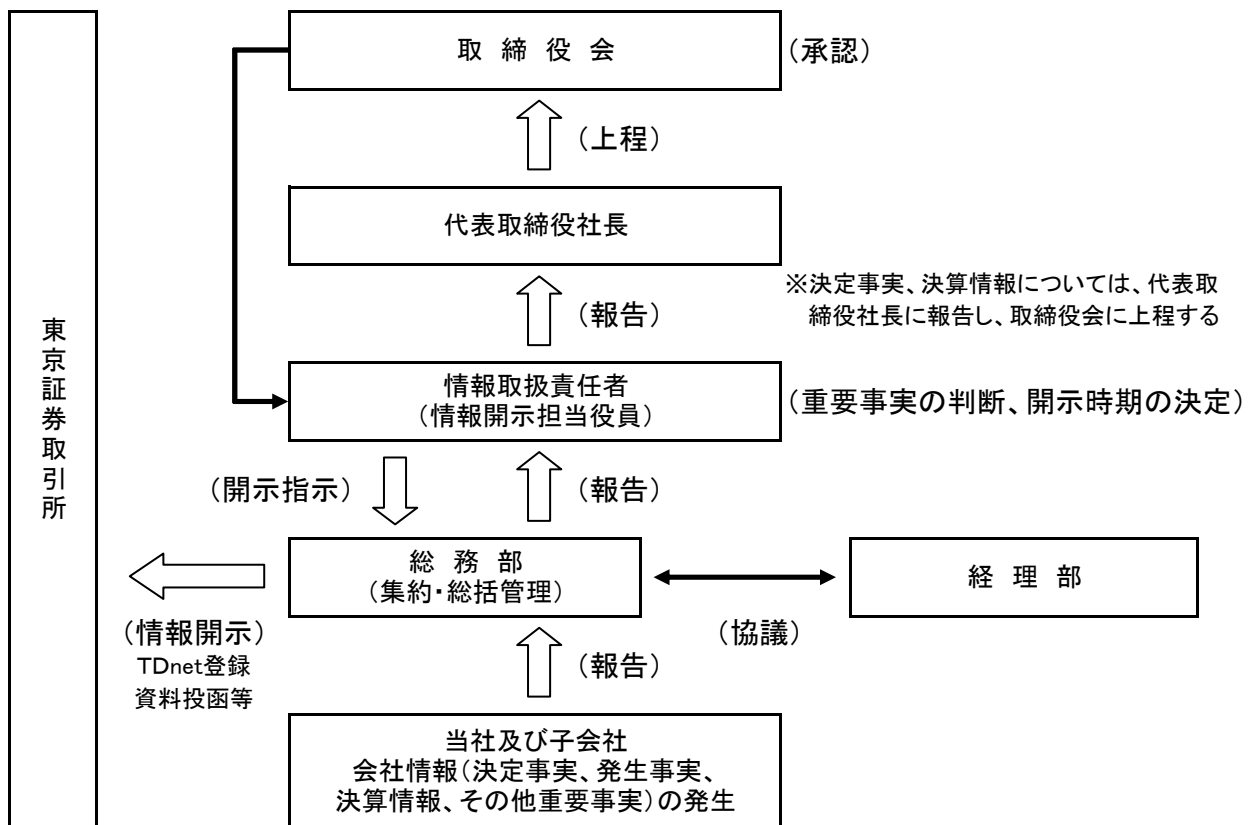 取 締 役 会
（承認）
（上程）
代表取締役社長
※決定事実、決算情報については、代表取
締役社長に報告し、取締役会に上程する
（報告）
情報取扱責任者
（情報開示担当役員）
（重要事実の判断、開示時期の決定）
（開示指示）
（報告）
東京証券取引所
総 務 部
（集約・総括管理）
経 理 部
（協議）
（情報開示）
TDnet登録
資料投函等
（報告）
当社及び子会社
会社情報（決定事実、発生事実、
決算情報、その他重要事実）の発生